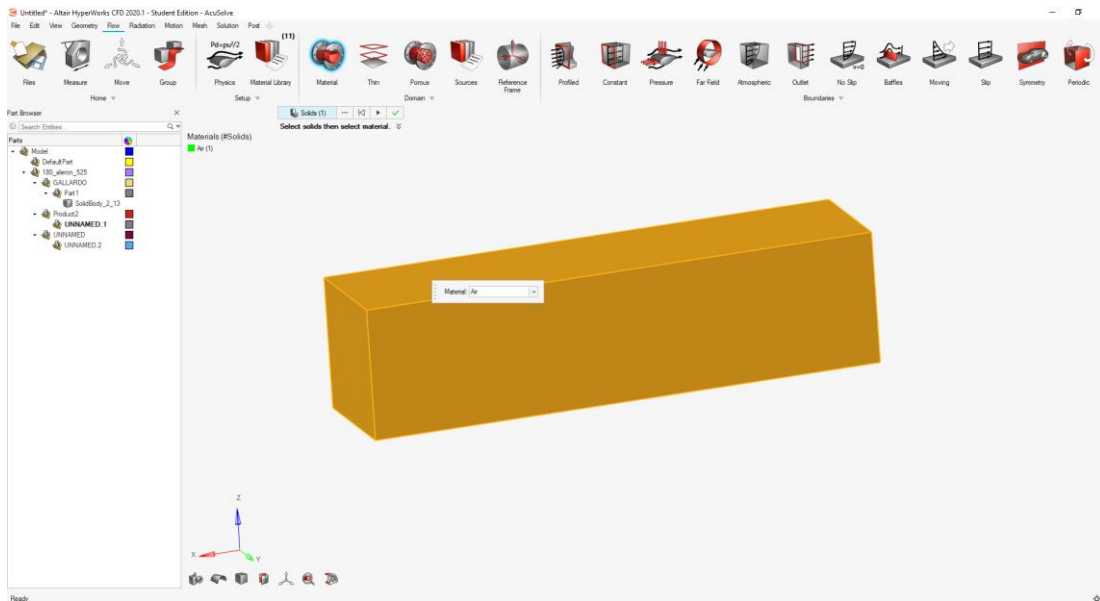 Untitled* - Altair HyperWorks CFD 2020.1 - Student Edition - AcuSolve
File Edit View Geometry Flow Radiation Motion Mesh Solution Post
Pd=ρu²/2 (11) Y=0
Files Measure Move Group Physics Material Library Material Thin Porous Sources Reference Frame Profiled Constant Pressure Far Field Atmospheric Outlet No Slip Baffles Moving Slip Symmetry Periodic
Home Setup Domain Boundaries
Part Browser
Solids (1)
Search Entities...
Select solids then select material.
Parts
Materials (#Solids)
Air (1)
Model
DefaultPart
180_aleron_525
GALLARDO
Part1
SolidBody_2_13
Product2
UNNAMED.1
UNNAMED
UNNAMED.2
Material: Air
Z
X
Y
Ready